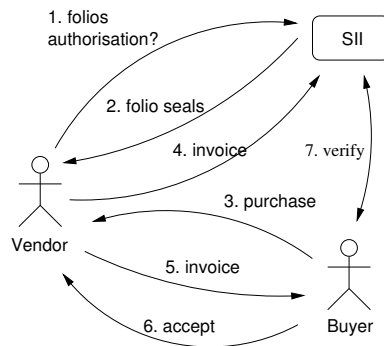 1. folios
authorisation?
SII
2. folio seals
4. invoice
7. verify
3. purchase
Vendor
5. invoice
6. accept
Buyer